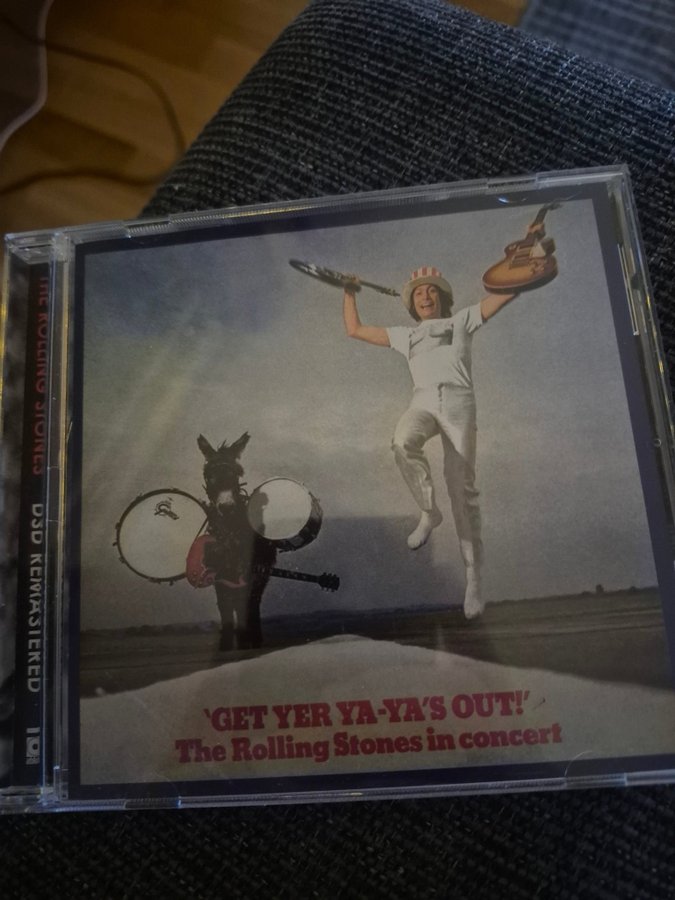 THE ROLLING STONES
DSD REMASTERED
'GET YER YA-YA'S OUT!'
The Rolling Stones in concert